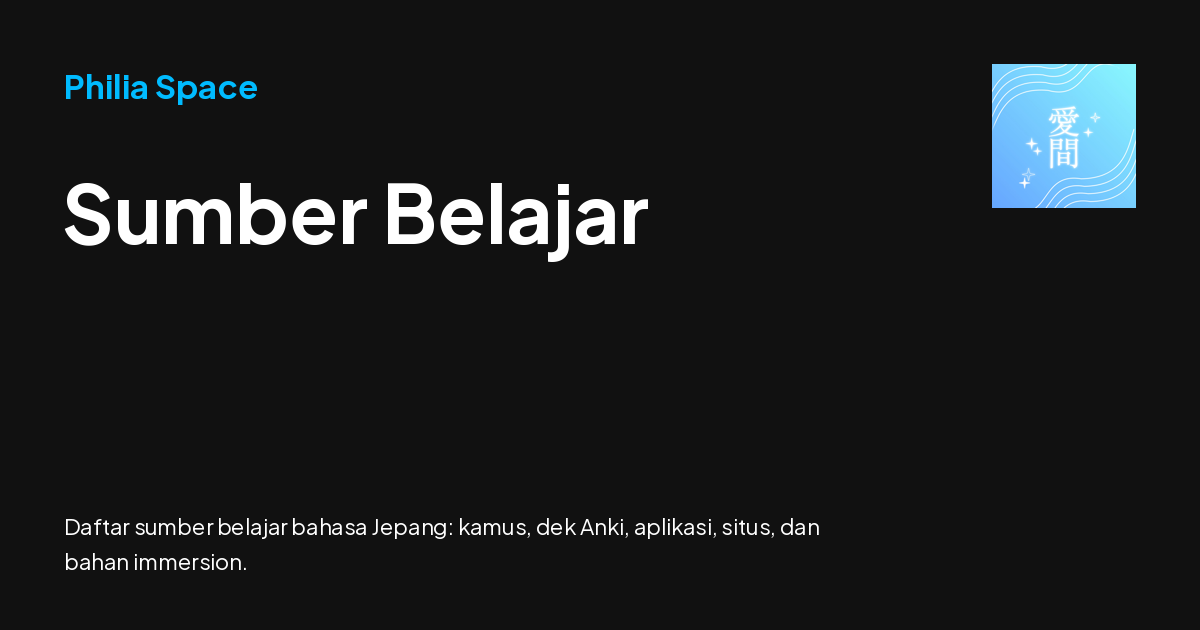 Philia Space
愛
間
Sumber Belajar
Daftar sumber belajar bahasa Jepang: kamus, dek Anki, aplikasi, situs, dan
bahan immersion.